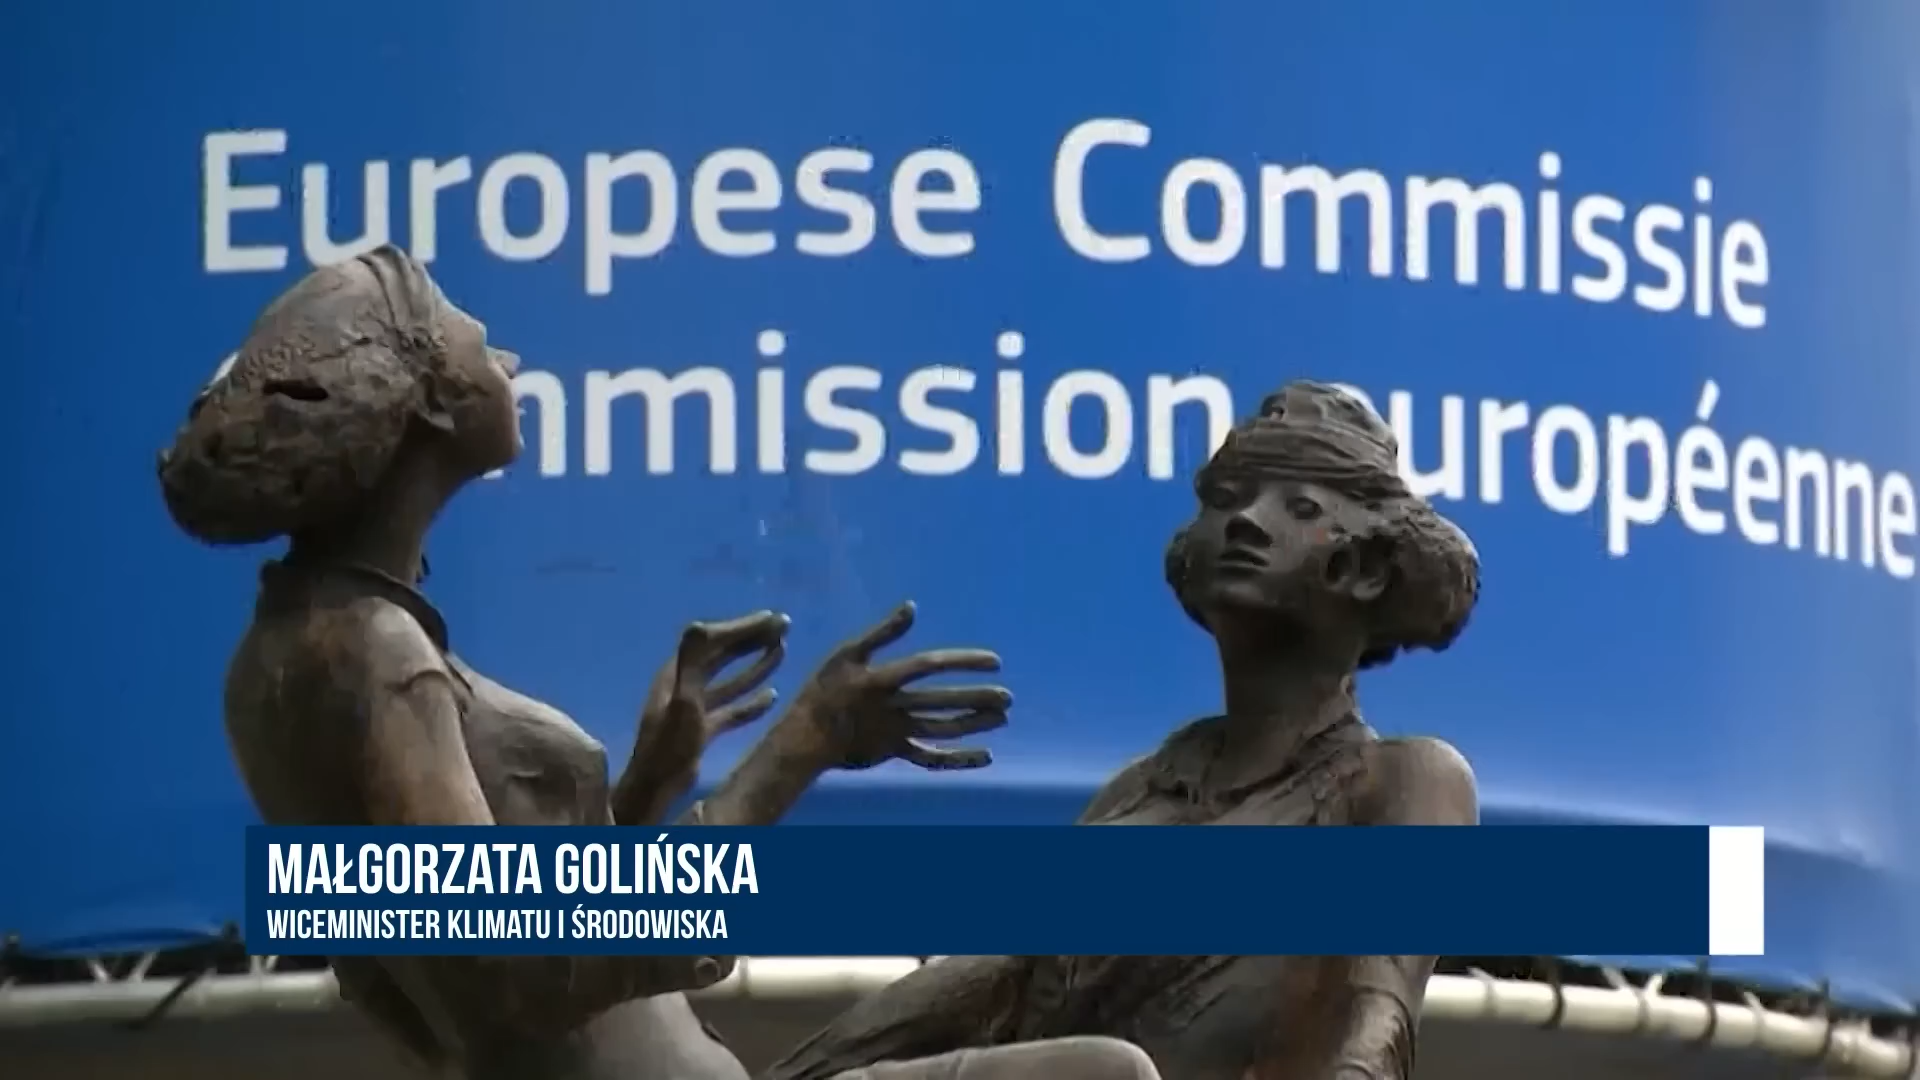 Europese Commissie
mmission européenne
MAŁGORZATA GOLIŃSKA
WICEMINISTER KLIMATU I ŚRODOWISKA